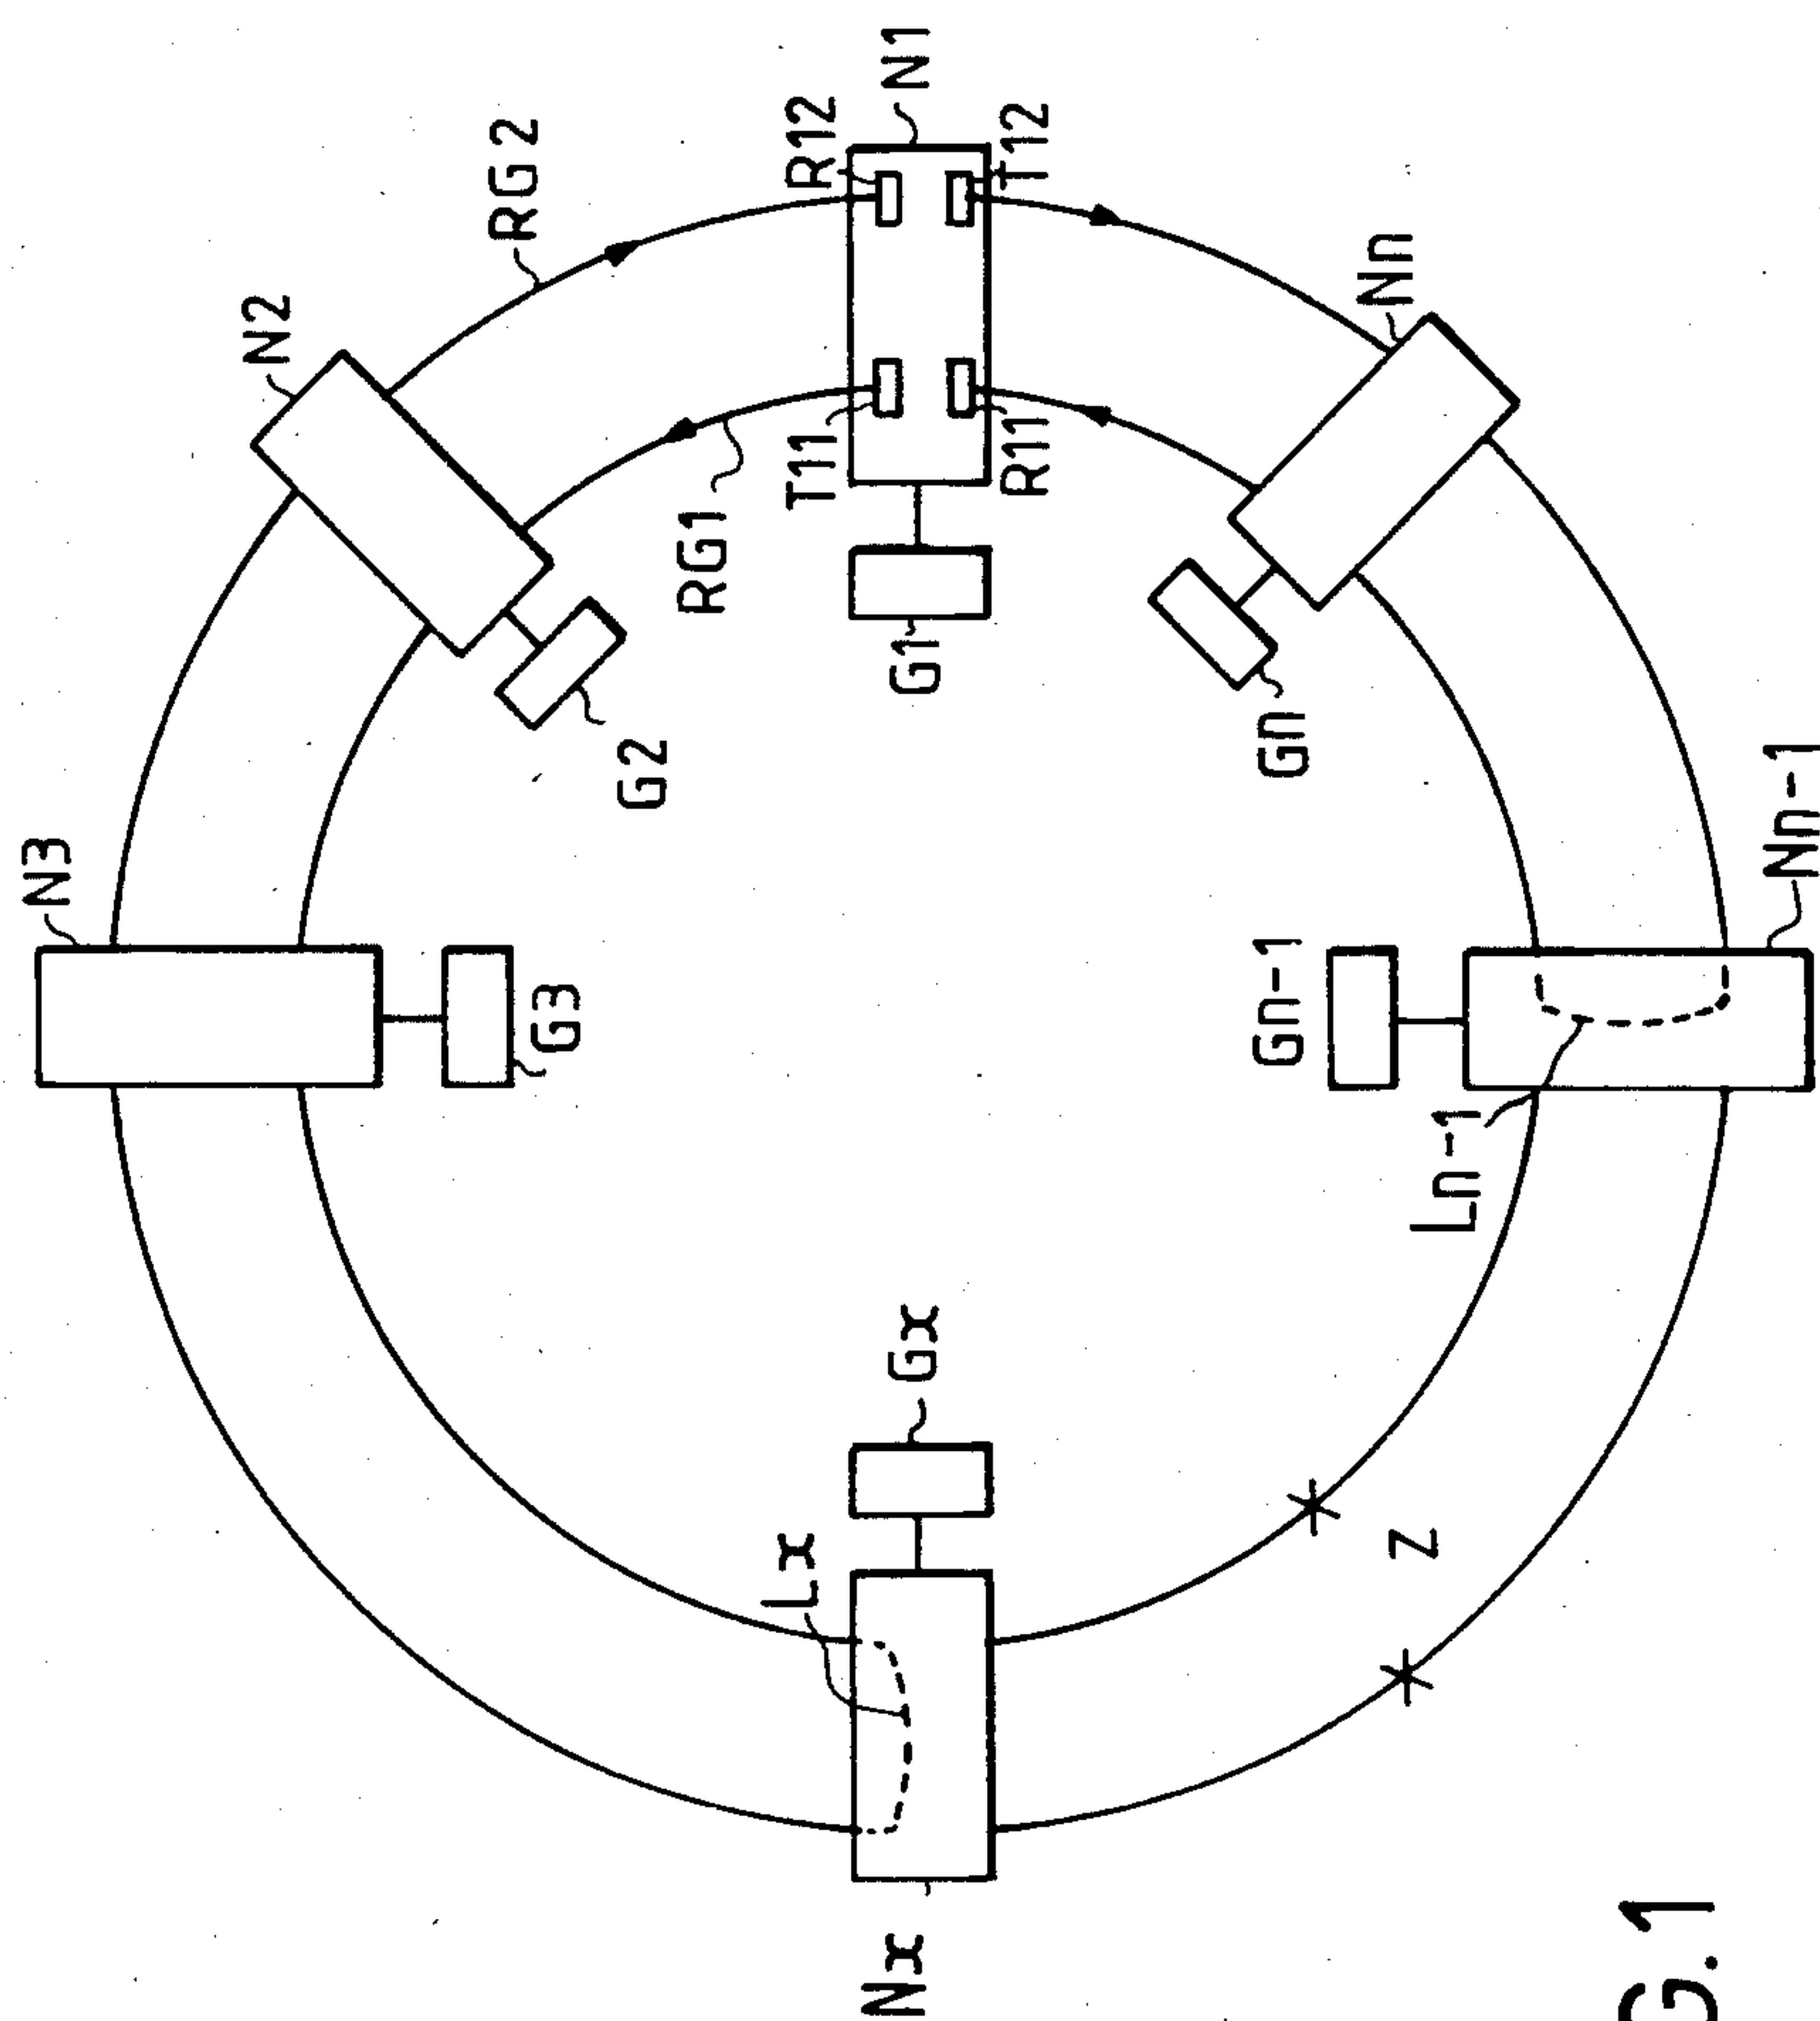 N1
R12
T12
RG2
N2
Nn
T11
R11
RG1
G1
G2
Gn
N3
Nn-1
G3
Gn-1
Ln-1
Gx
Lx
Z
Nx
G.1